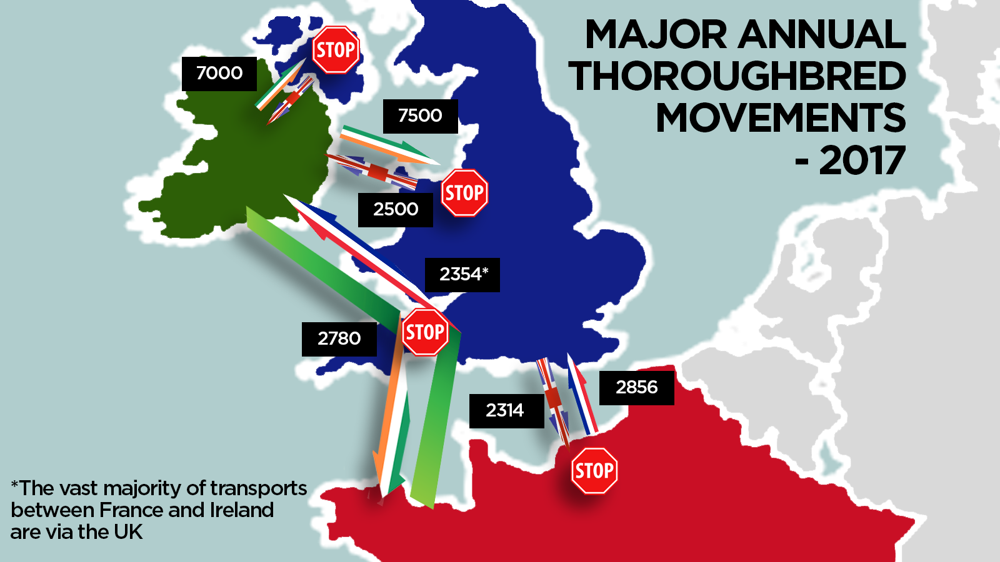 MAJOR ANNUAL
THOROUGHBRED
MOVEMENTS
- 2017
STOP
7000
7500
STOP
2500
2354*
STOP
2780
2856
2314
STOP
*The vast majority of transports
between France and Ireland
are via the UK